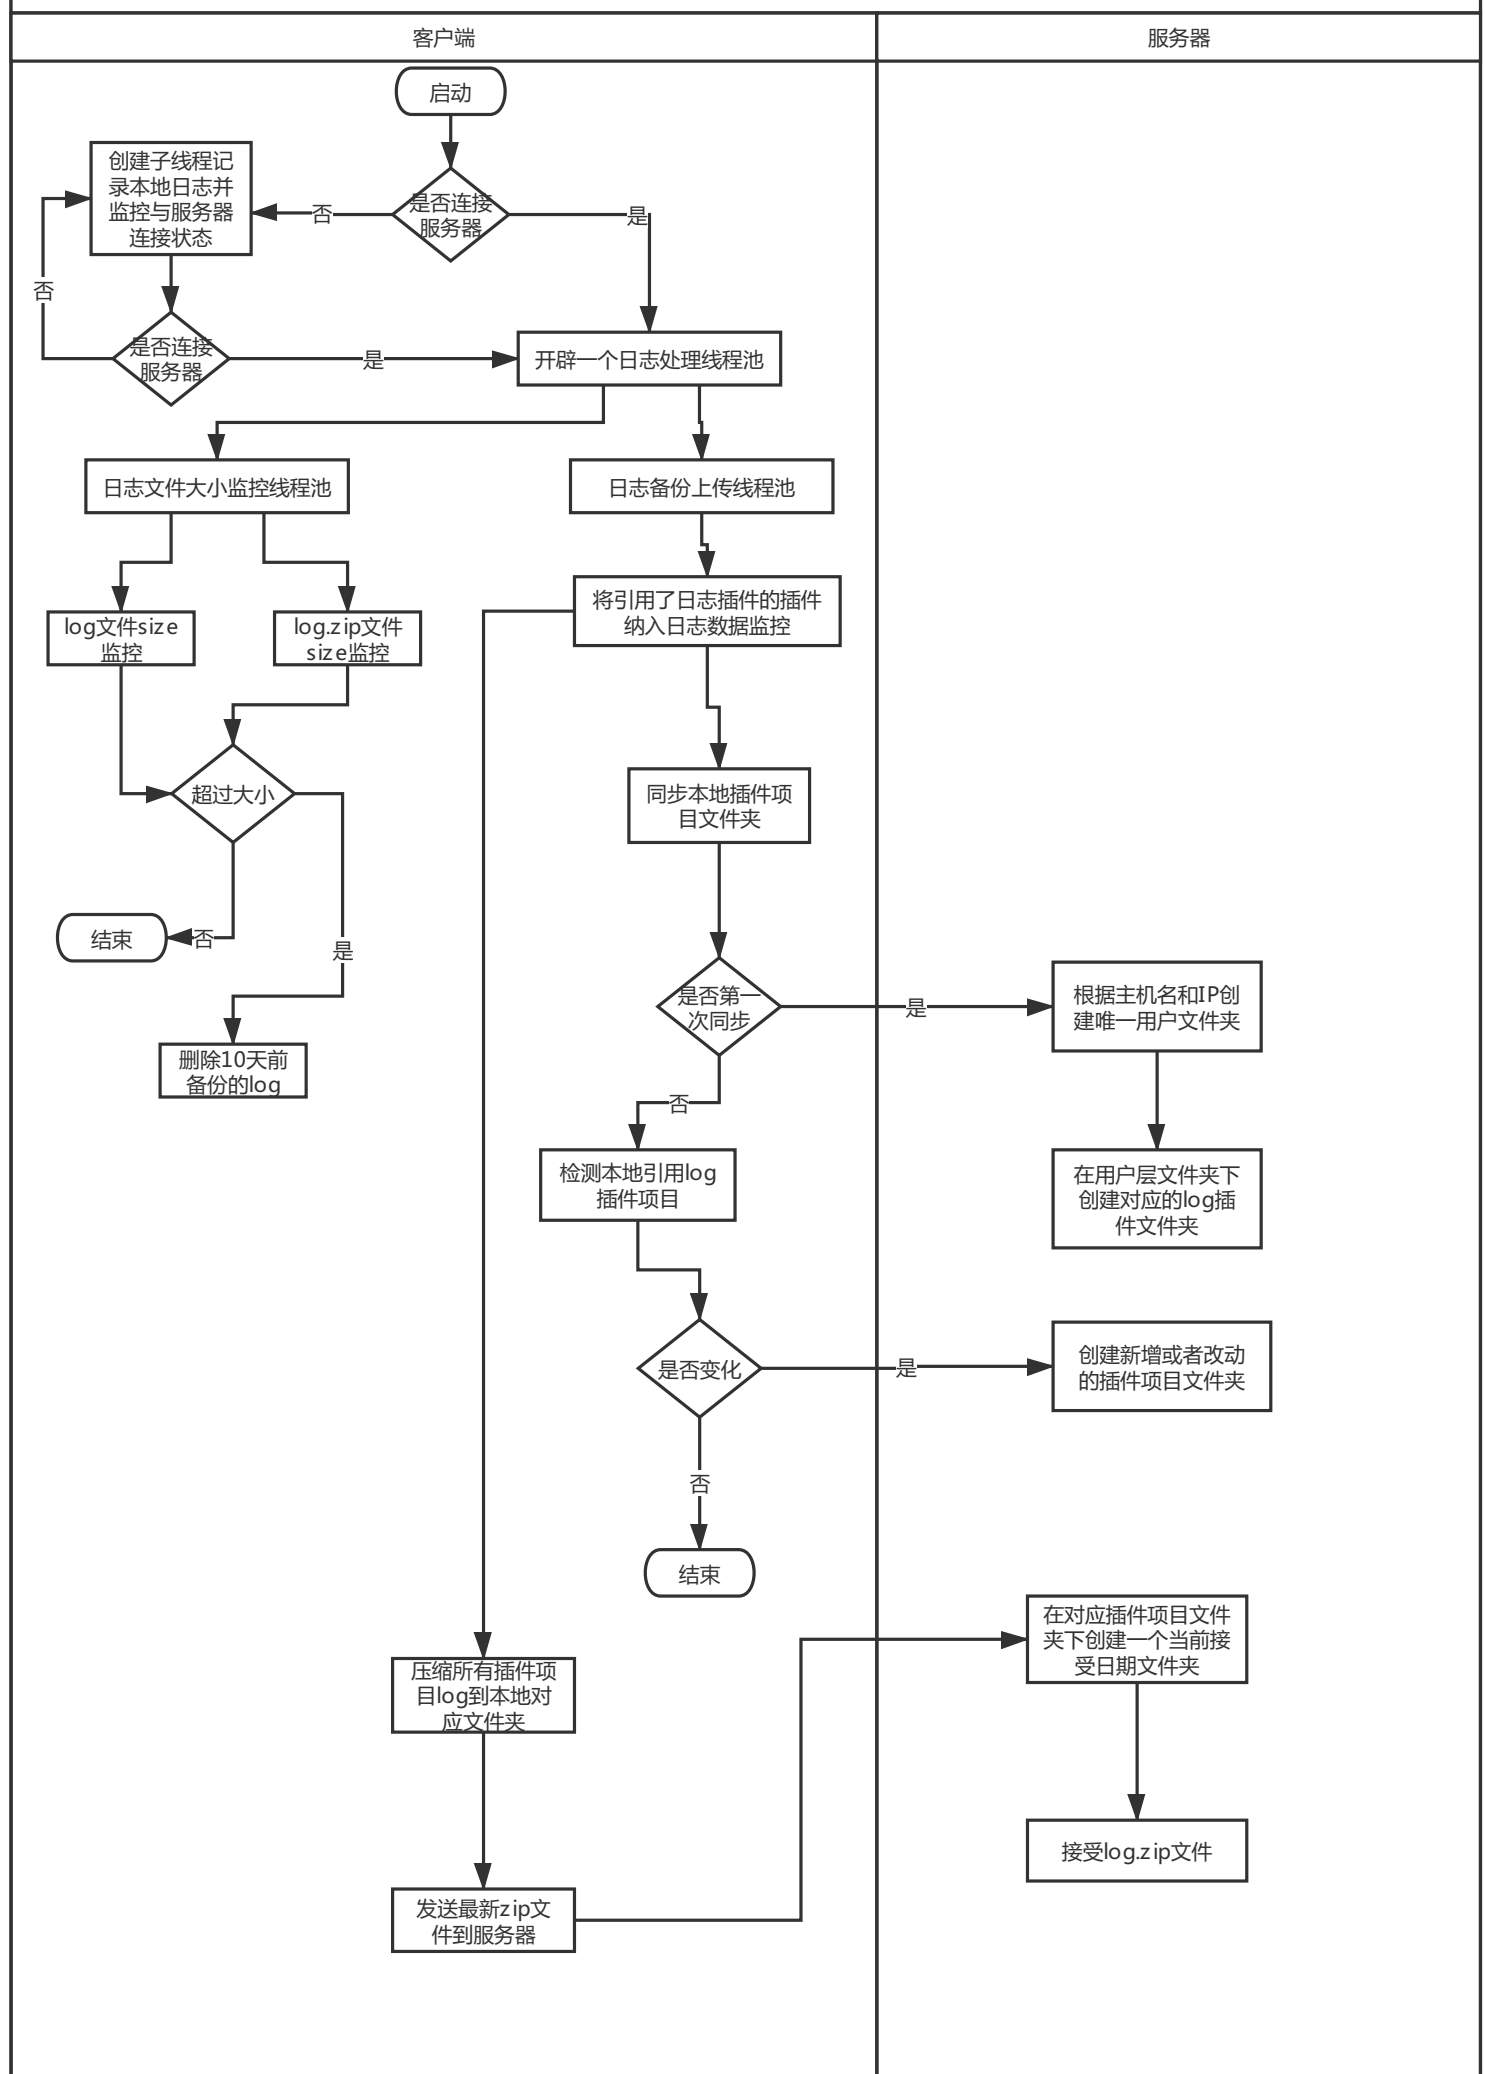 客户端
服务器
启动
创建子线程记
录本地日志并
监控与服务器
连接状态
否
是否连接
服务器
是
否
是否连接
服务器
是
开辟一个日志处理线程池
日志文件大小监控线程池
日志备份上传线程池
log文件size
监控
log.zip文件
size监控
将引用了日志插件的插件
纳入日志数据监控
超过大小
同步本地插件项
目文件夹
结束
否
是
删除10天前
备份的log
是否第一
次同步
是
根据主机名和IP创
建唯一用户文件夹
否
检测本地引用log
插件项目
在用户层文件夹下
创建对应的log插
件文件夹
是否变化
是
创建新增或者改动
的插件项目文件夹
否
结束
压缩所有插件项
目log到本地对
应文件夹
在对应插件项目文件
夹下创建一个当前接
受日期文件夹
发送最新zip文
件到服务器
接受log.zip文件